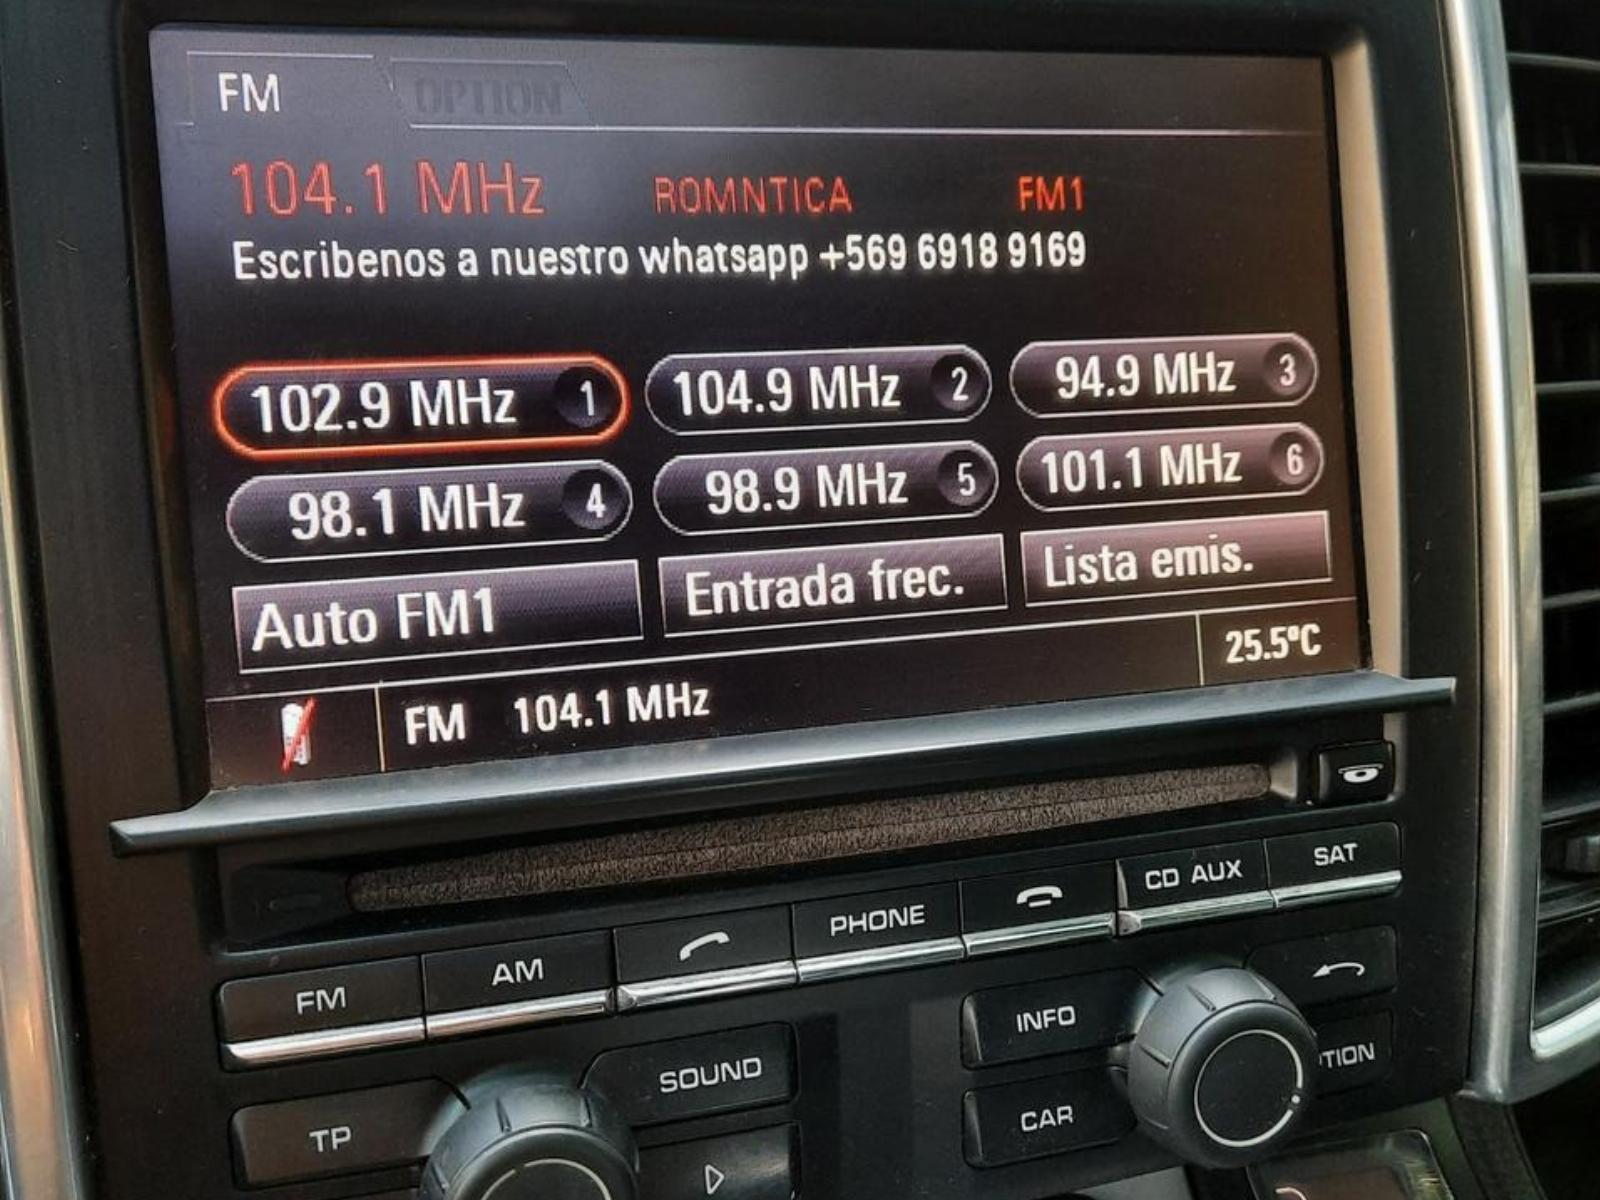 FM OPTION
104.1 MHz ROMNTICA FM1
Escribenos a nuestro whatsapp +569 6918 9169
102.9 MHz 1 104.9 MHz 2 94.9 MHz 3
98.1 MHz 4 98.9 MHz 5 101.1 MHz 6
Auto FM1 Entrada frec. Lista emis.
25.5ºC
FM 104.1 MHz
FM AM PHONE CD AUX SAT
SOUND INFO TION
TP CAR